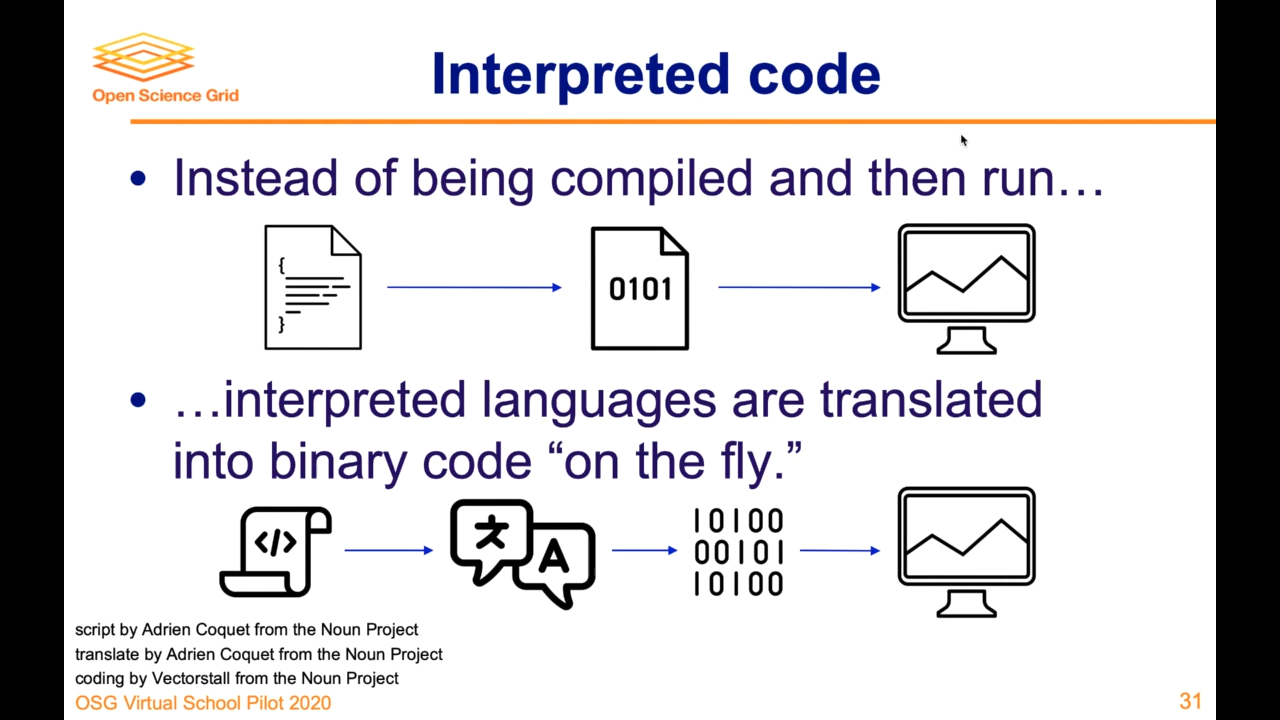 Open Science Grid
Interpreted code
• Instead of being compiled and then run…
{
}
0101
• …interpreted languages are translated
into binary code “on the fly.”
</>
文
A
10100
00101
10100
script by Adrien Coquet from the Noun Project
translate by Adrien Coquet from the Noun Project
coding by Vectorstall from the Noun Project
OSG Virtual School Pilot 2020
31